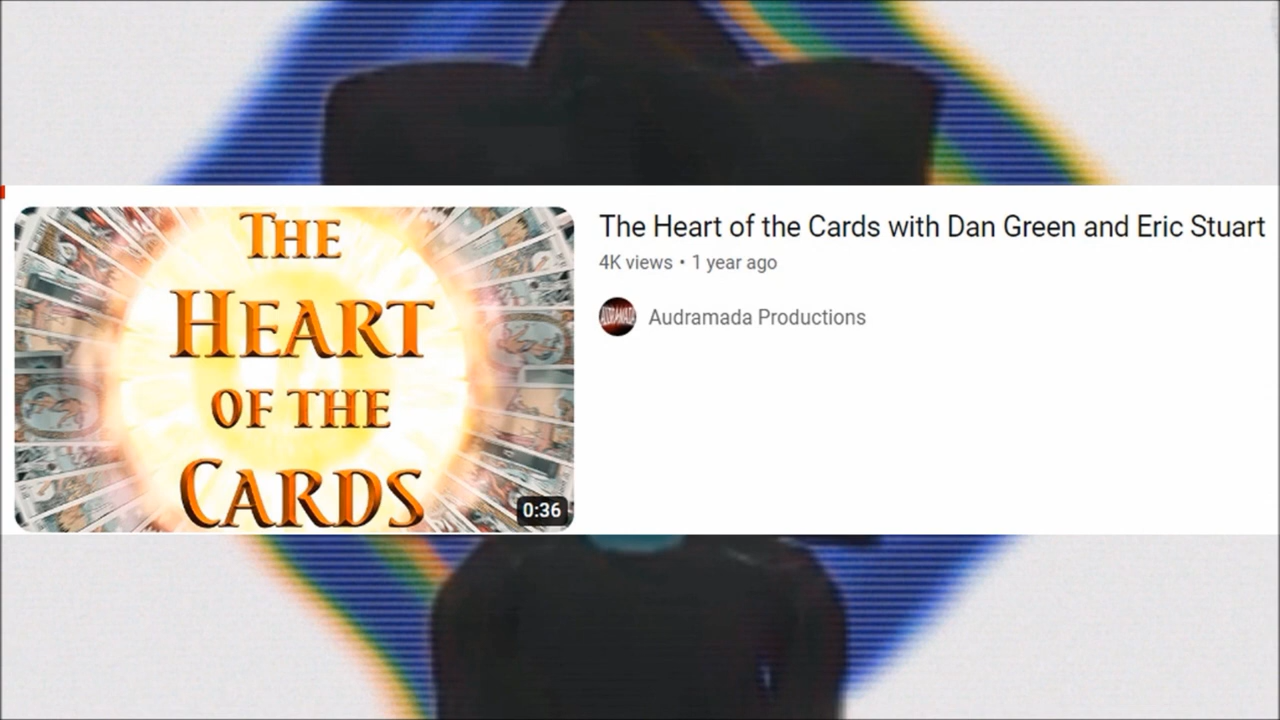 THE
HEART
OF THE
CARDS
0:36
The Heart of the Cards with Dan Green and Eric Stuart
4K views • 1 year ago
AUDRAMADA
Audramada Productions